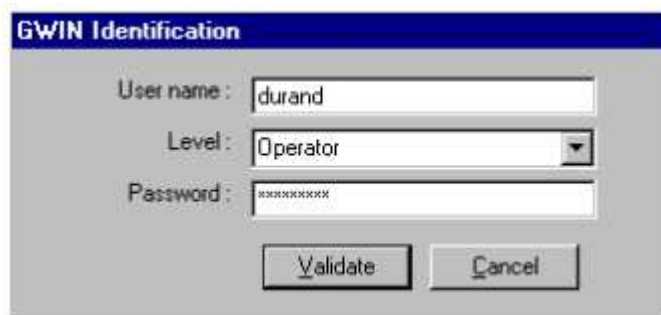 GWIN Identification
User name : durand
Level : Operator
Password : *********
Validate Cancel